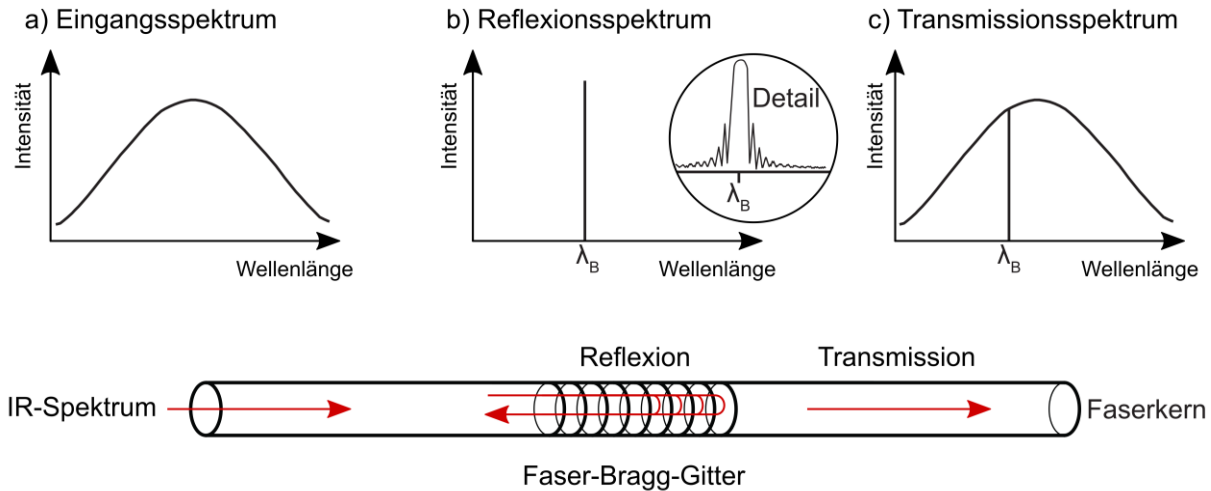 a) Eingangsspektrum
Intensität
Wellenlänge
b) Reflexionsspektrum
Intensität
Detail
λB
λB
Wellenlänge
c) Transmissionsspektrum
Intensität
λB
Wellenlänge
Reflexion
Transmission
IR-Spektrum
Faserkern
Faser-Bragg-Gitter